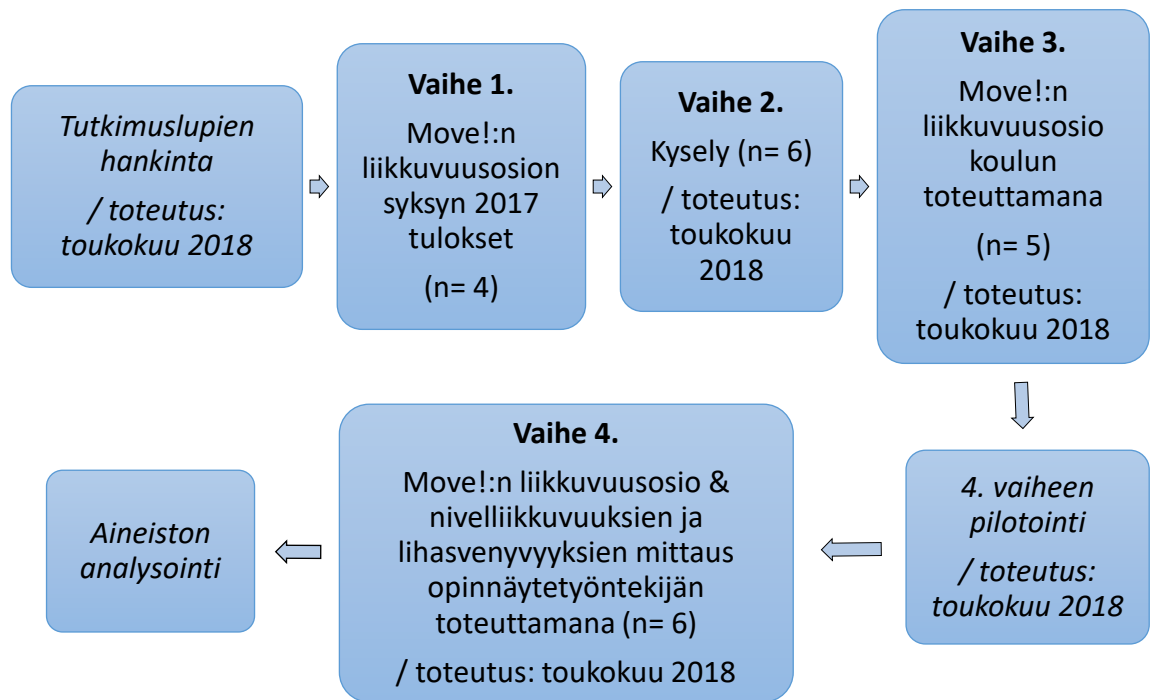 Tutkimuslupien
hankinta
/ toteutus:
toukokuu 2018
Vaihe 1.
Move!:n
liikkuvuusosion
syksyn 2017
tulokset
(n= 4)
Vaihe 2.
Kysely (n= 6)
/ toteutus:
toukokuu
2018
Vaihe 3.
Move!:n
liikkuvuusosio
koulun
toteuttamana
(n= 5)
/ toteutus:
toukokuu 2018
4. vaiheen
pilotointi
/ toteutus:
toukokuu 2018
Vaihe 4.
Move!:n liikkuvuusosio &
nivelliikkuvuuksien ja
lihasvenyvyyksien mittaus
opinnäytetyöntekijän
toteuttamana (n= 6)
/ toteutus: toukokuu 2018
Aineiston
analysointi